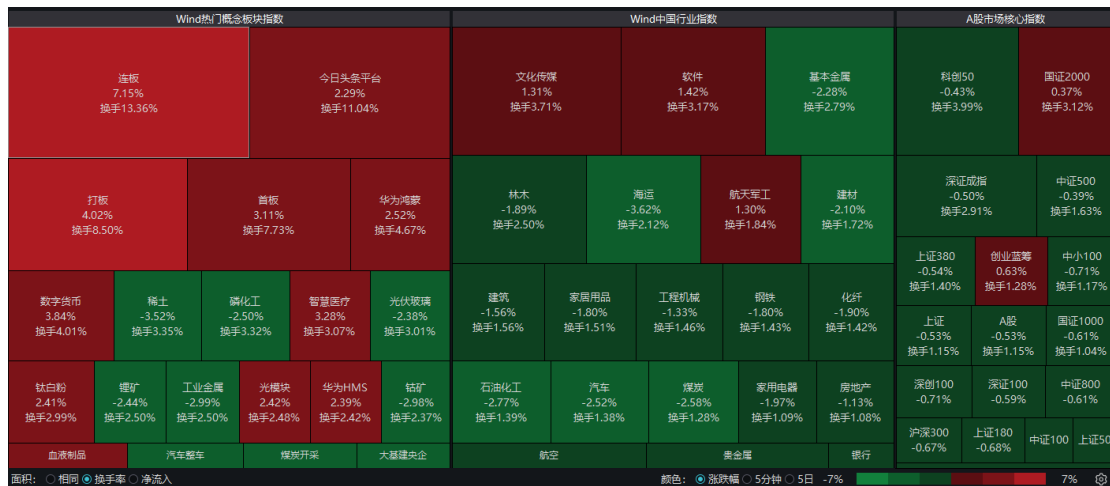 Wind热门概念板块指数
Wind中国行业指数
A股市场核心指数
连板
7.15%
换手13.36%
今日头条平台
2.29%
换手11.04%
打板
4.02%
换手8.50%
首板
3.11%
换手7.73%
华为鸿蒙
2.52%
换手4.67%
数字货币
3.84%
换手4.01%
稀土
-3.52%
换手3.35%
磷化工
-2.50%
换手3.32%
智慧医疗
3.28%
换手3.07%
光伏玻璃
-2.38%
换手3.01%
钛白粉
2.41%
换手2.99%
锂矿
-2.44%
换手2.50%
工业金属
-2.99%
换手2.50%
光模块
2.42%
换手2.48%
华为HMS
2.39%
换手2.42%
钴矿
-2.98%
换手2.37%
血液制品
汽车整车
煤炭开采
大基建央企
文化传媒
1.31%
换手3.71%
软件
1.42%
换手3.17%
基本金属
-2.28%
换手2.79%
林木
-1.89%
换手2.50%
海运
-3.62%
换手2.12%
航天军工
1.30%
换手1.84%
建材
-2.10%
换手1.72%
建筑
-1.56%
换手1.56%
家居用品
-1.80%
换手1.51%
工程机械
-1.33%
换手1.46%
钢铁
-1.80%
换手1.43%
化纤
-1.90%
换手1.42%
石油化工
-2.77%
换手1.39%
汽车
-2.52%
换手1.38%
煤炭
-2.58%
换手1.28%
家用电器
-1.97%
换手1.09%
房地产
-1.13%
换手1.08%
航空
贵金属
银行
科创50
-0.43%
换手3.99%
国证2000
0.37%
换手3.12%
深证成指
-0.50%
换手2.91%
中证500
-0.39%
换手1.63%
上证380
-0.54%
换手1.40%
创业蓝筹
0.63%
换手1.28%
中小100
-0.71%
换手1.17%
上证
-0.53%
换手1.15%
A股
-0.53%
换手1.15%
国证1000
-0.61%
换手1.04%
深创100
-0.71%
深证100
-0.59%
中证800
-0.61%
沪深300
-0.67%
上证180
-0.68%
中证100
上证50
面积: 相同 换手率 净流入
颜色: 涨跌幅 5分钟 5日 -7% 7%